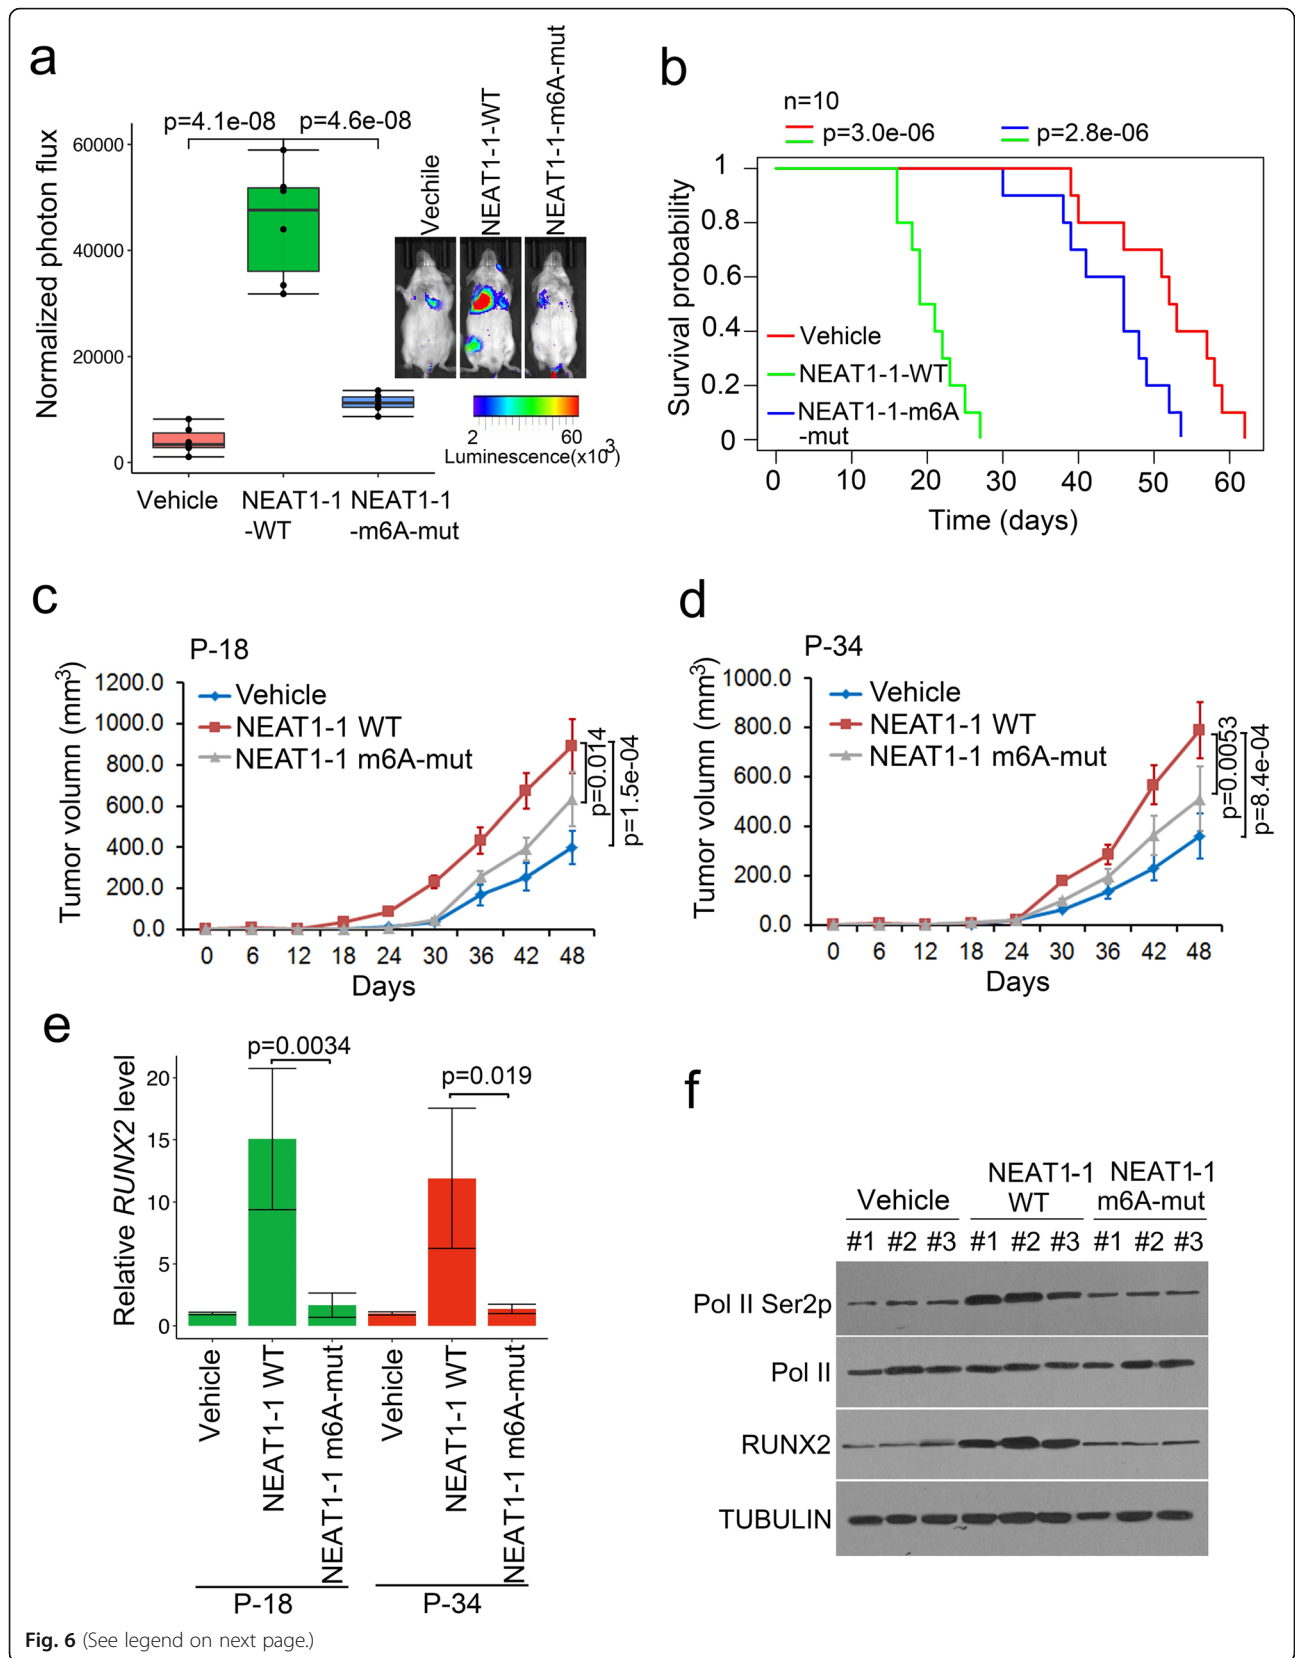 a
p=4.1e-08 p=4.6e-08
Normalized photon flux
60000
40000
20000
0
Vechile
NEAT1-1-WT
NEAT1-1-m6A-mut
2 60
Luminescence(x10³)
Vehicle NEAT1-1 NEAT1-1
-WT -m6A-mut
b
n=10
p=3.0e-06 p=2.8e-06
Survival probability
1
0.8
0.6
0.4
0.2
0
Vehicle
NEAT1-1-WT
NEAT1-1-m6A
-mut
0 10 20 30 40 50 60
Time (days)
c
P-18
Tumor volumn (mm³)
1200.0
1000.0
800.0
600.0
400.0
200.0
0.0
Vehicle
NEAT1-1 WT
NEAT1-1 m6A-mut
p=0.014
p=1.5e-04
0 6 12 18 24 30 36 42 48
Days
d
P-34
Tumor volumn (mm³)
1000.0
800.0
600.0
400.0
200.0
0.0
Vehicle
NEAT1-1 WT
NEAT1-1 m6A-mut
p=0.0053
p=8.4e-04
0 6 12 18 24 30 36 42 48
Days
e
p=0.0034
p=0.019
Relative RUNX2 level
20
15
10
5
0
Vehicle
NEAT1-1 WT
NEAT1-1 m6A-mut
Vehicle
NEAT1-1 WT
NEAT1-1 m6A-mut
P-18 P-34
f
NEAT1-1 NEAT1-1
Vehicle WT m6A-mut
#1 #2 #3 #1 #2 #3 #1 #2 #3
Pol II Ser2p
Pol II
RUNX2
TUBULIN
Fig. 6 (See legend on next page.)